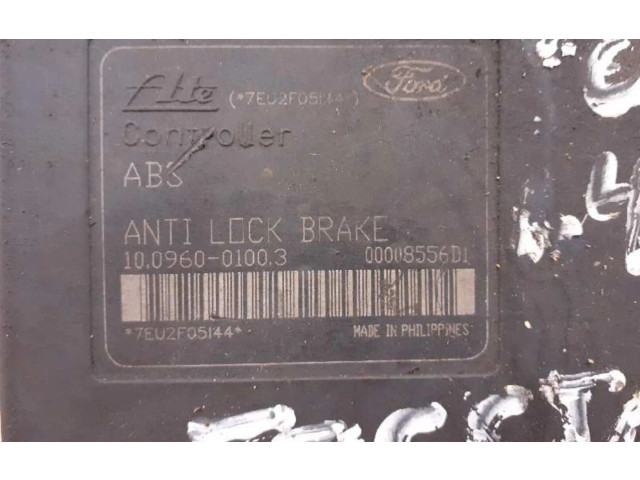 Ate (*7EU2F05144*) Ford
Controller
ABS
ANTI LOCK BRAKE
10.0960-0100.3 00008556D1
*7EU2F05144*
MADE IN PHILIPPINES